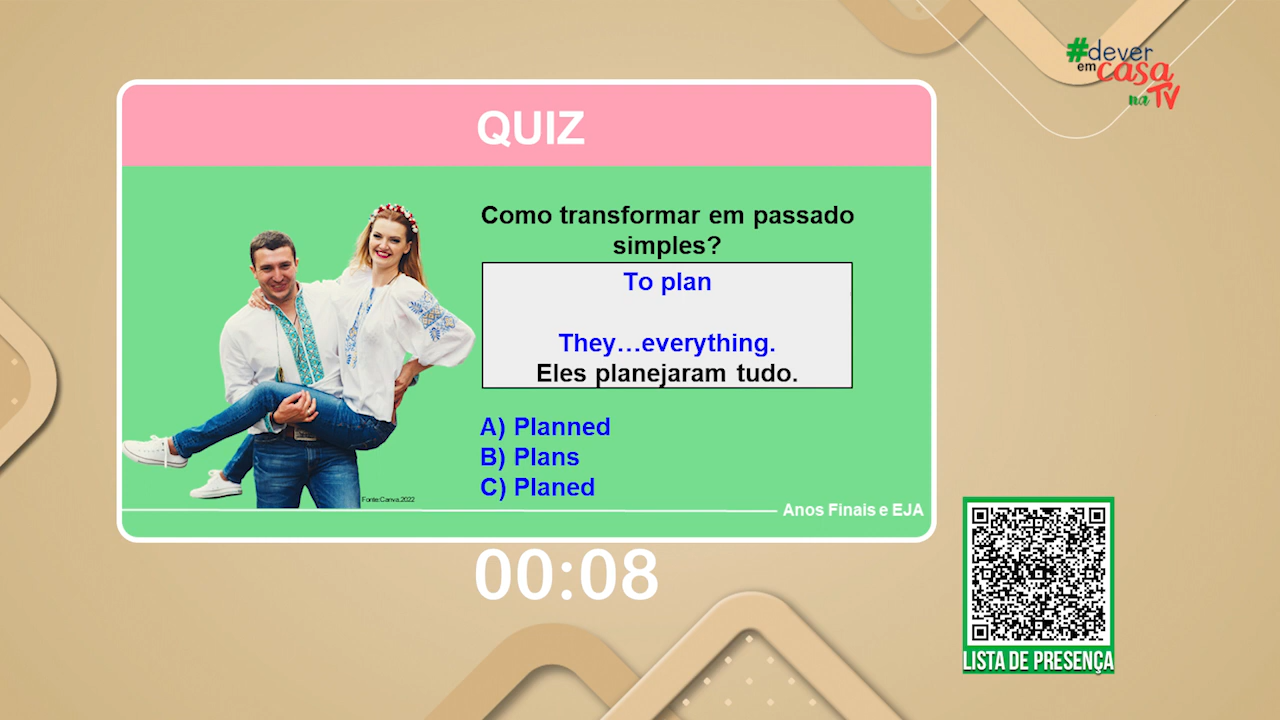 #dever
em casa
na TV
QUIZ
Como transformar em passado
simples?
To plan
They...everything.
Eles planejaram tudo.
A) Planned
B) Plans
C) Planed
Fonte:Canva.2022
Anos Finais e EJA
00:08
LISTA DE PRESENÇA